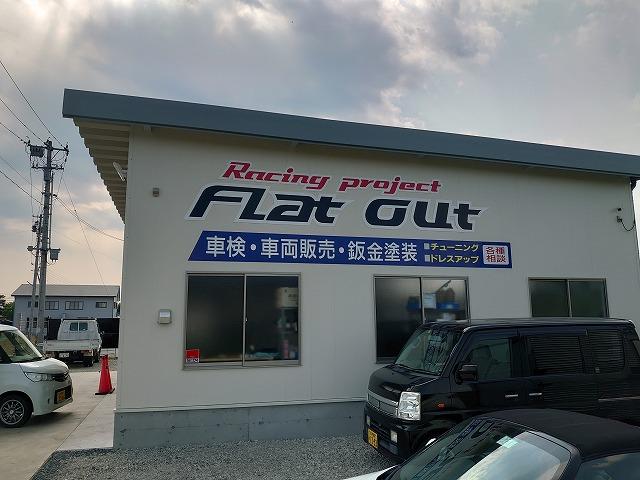 Racing project
Flat out
車検・車両販売・鈑金塗装
■チューニング
■ドレスアップ
各種
相談